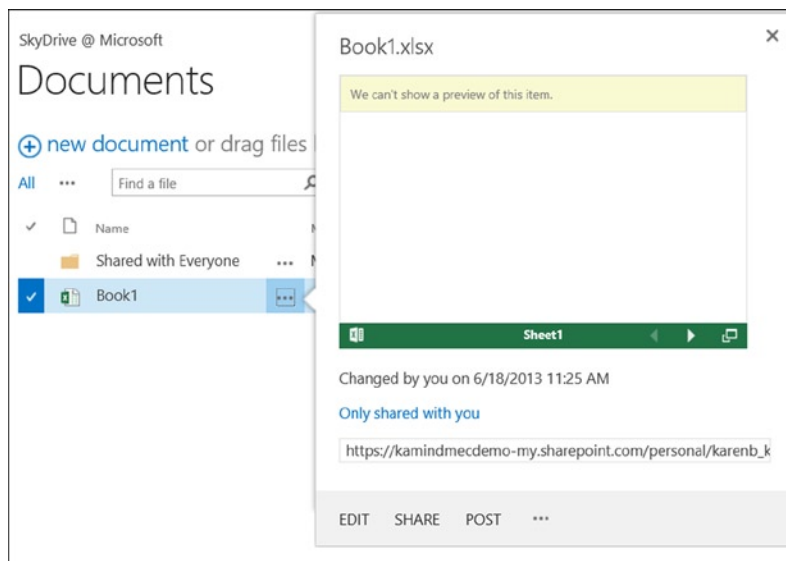 SkyDrive @ Microsoft
Documents
new document or drag files
All ... Find a file
Name
Shared with Everyone ...
Book1 ...
Book1.xlsx
We can't show a preview of this item.
Sheet1
Changed by you on 6/18/2013 11:25 AM
Only shared with you
https://kamindmecdemo-my.sharepoint.com/personal/karenb_k
EDIT SHARE POST ...